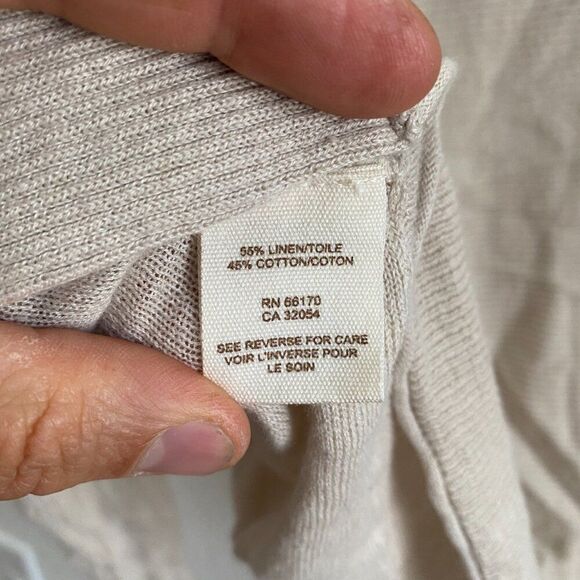 55% LINEN/TOILE
45% COTTON/COTON
RN 66170
CA 32054
SEE REVERSE FOR CARE
VOIR L'INVERSE POUR
LE SOIN